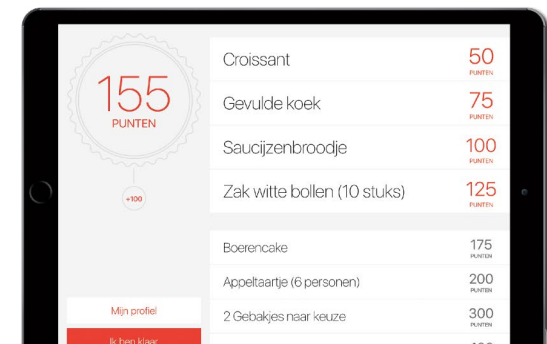 155
PUNTEN
+100
Mijn profiel
Ik ben klaar
Croissant
50
PUNTEN
Gevulde koek
75
PUNTEN
Saucijzenbroodje
100
PUNTEN
Zak witte bollen (10 stuks)
125
PUNTEN
Boerencake
175
PUNTEN
Appeltaartje (6 personen)
200
PUNTEN
2 Gebakjes naar keuze
300
PUNTEN